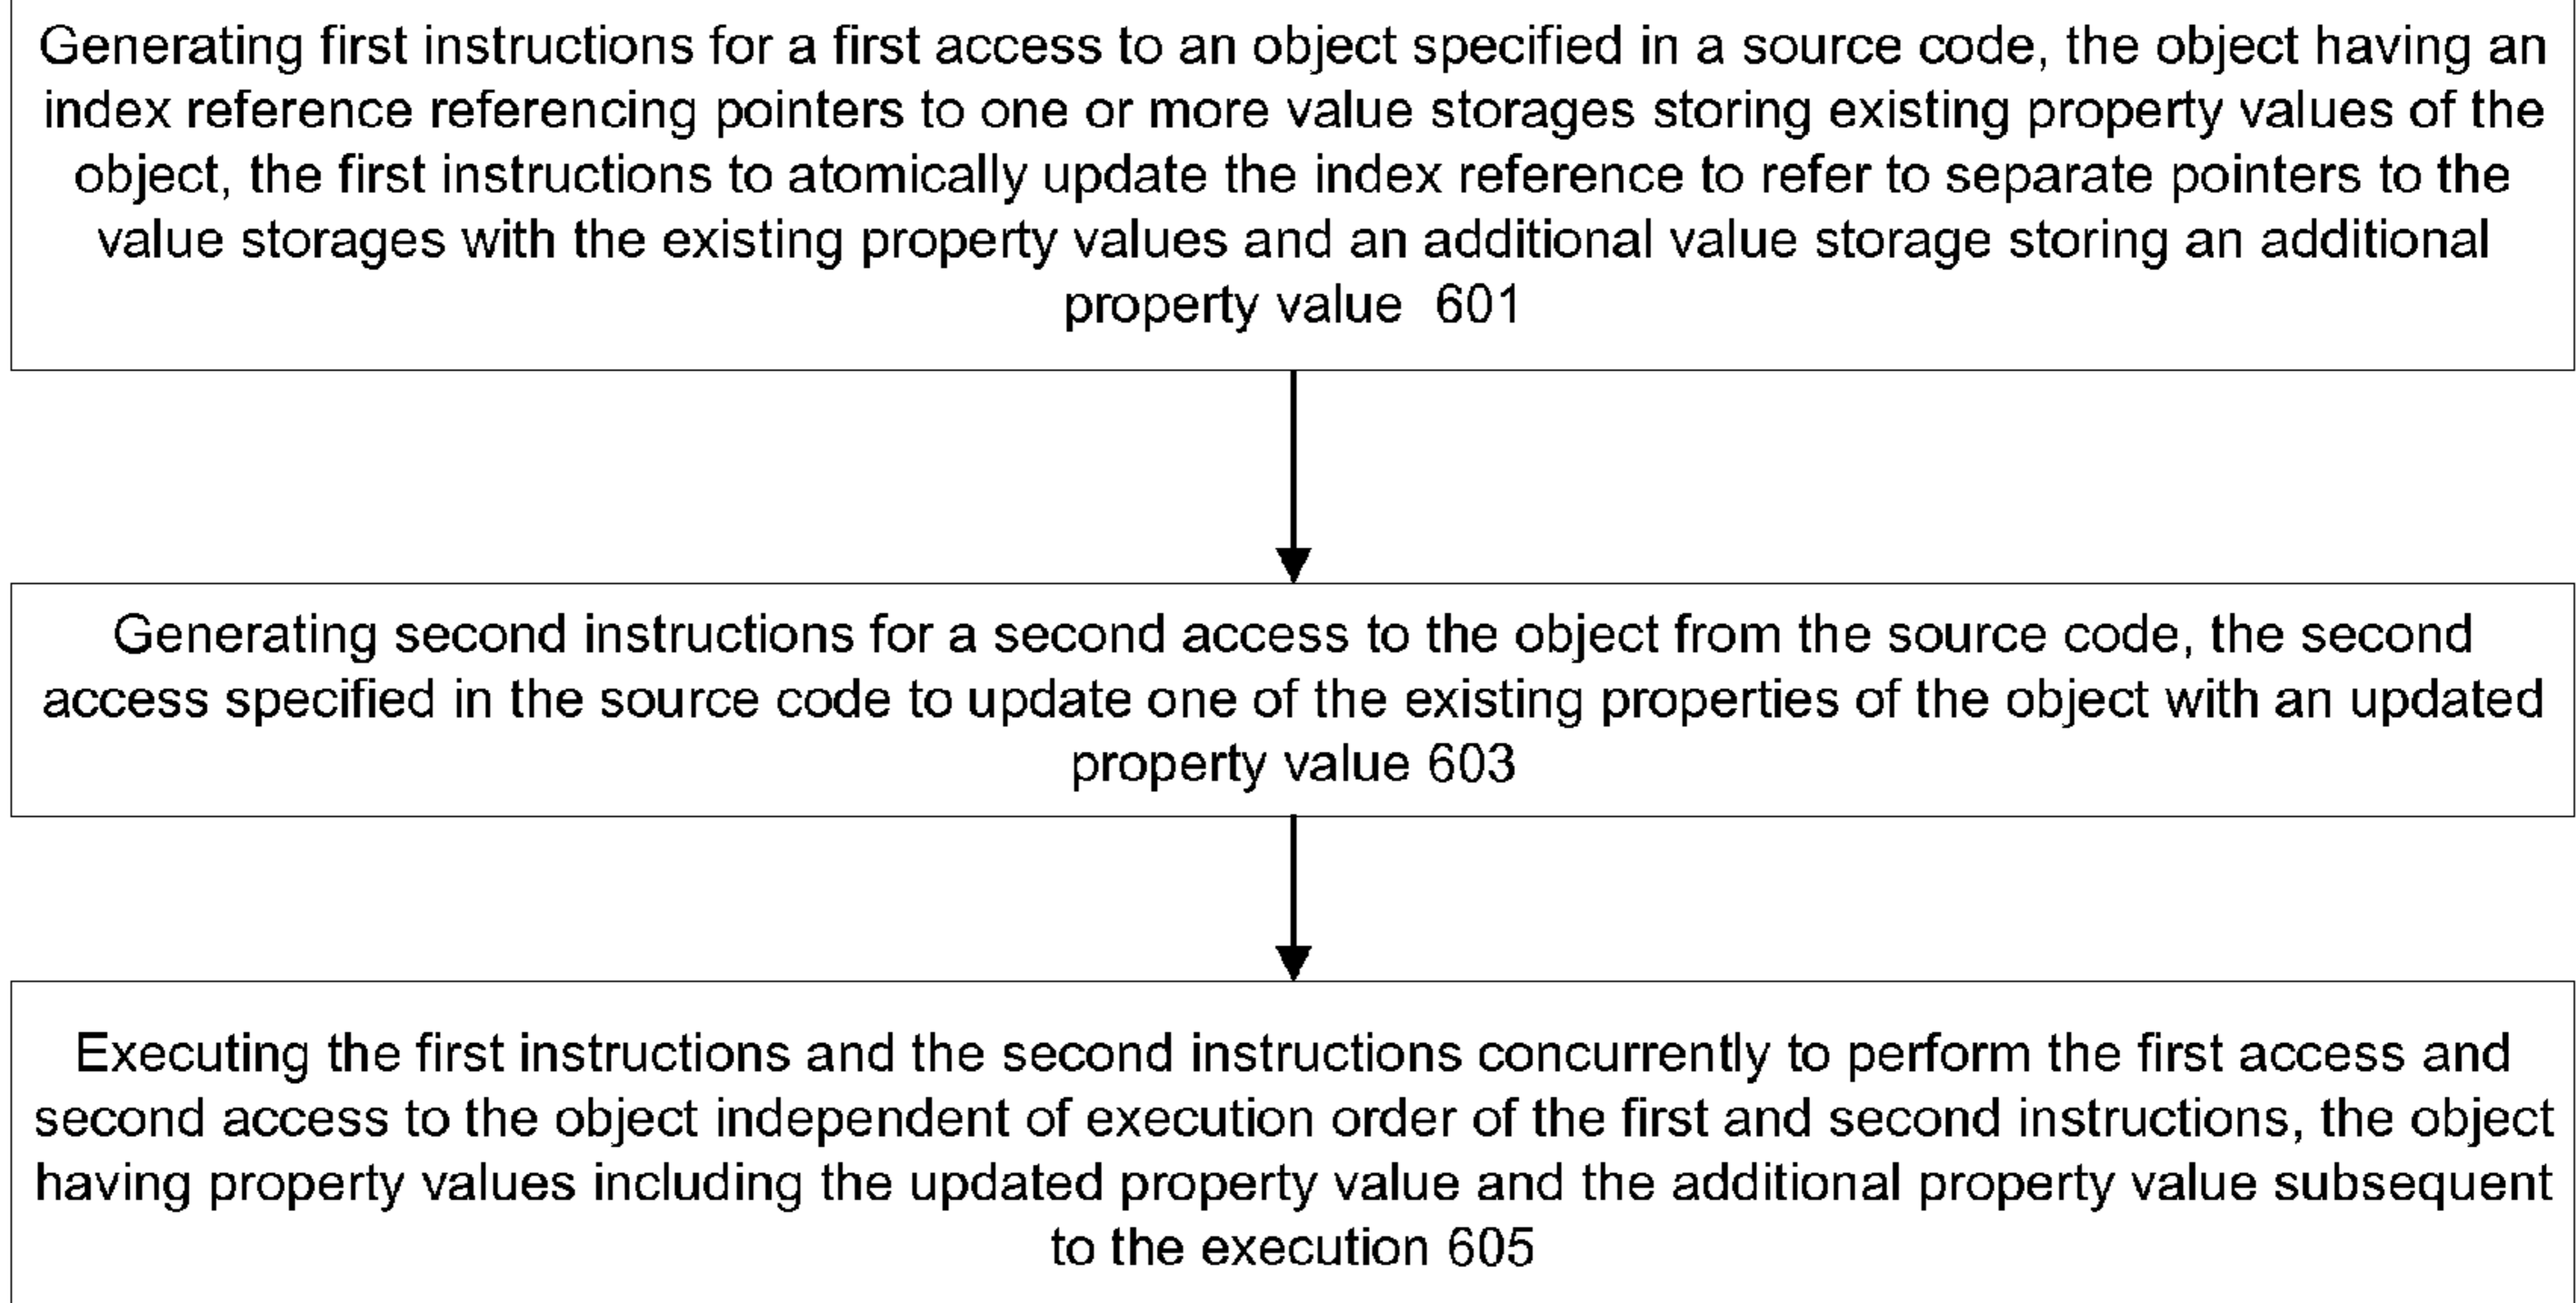 Generating first instructions for a first access to an object specified in a source code, the object having an
index reference referencing pointers to one or more value storages storing existing property values of the
object, the first instructions to atomically update the index reference to refer to separate pointers to the
value storages with the existing property values and an additional value storage storing an additional
property value 601
Generating second instructions for a second access to the object from the source code, the second
access specified in the source code to update one of the existing properties of the object with an updated
property value 603
Executing the first instructions and the second instructions concurrently to perform the first access and
second access to the object independent of execution order of the first and second instructions, the object
having property values including the updated property value and the additional property value subsequent
to the execution 605